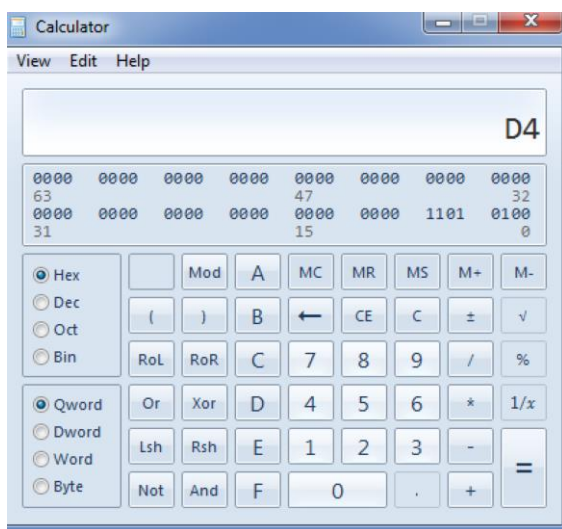 Calculator
View Edit Help
D4
0000 0000 0000 0000 0000 0000 0000 0000
63 47 32
0000 0000 0000 0000 0000 0000 1101 0100
31 15 0
Hex Mod A MC MR MS M+ M-
Dec
Oct ( ) B ← CE C ± √
Bin RoL RoR C 7 8 9 / %
Qword Or Xor D 4 5 6 * 1/x
Dword
Word Lsh Rsh E 1 2 3 - =
Byte Not And F 0 . +